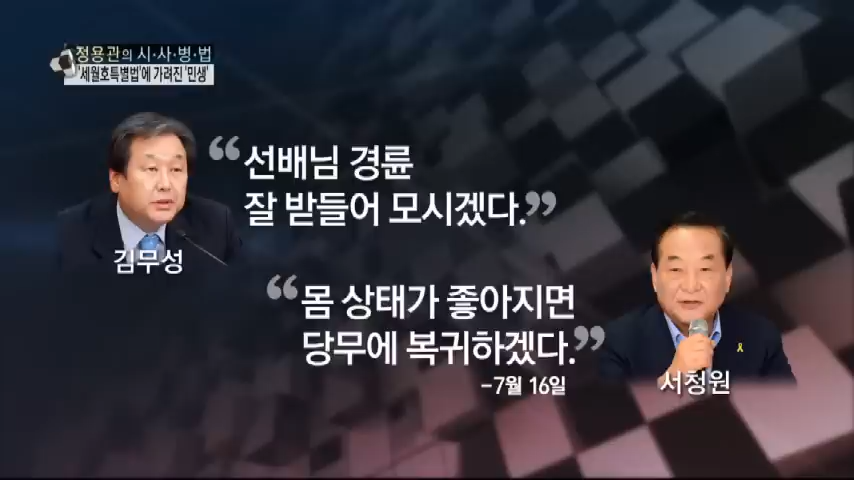 정용관의 시·사·병·법
'세월호특별법'에 가려진 '민생'
“선배님 경륜
잘 받들어 모시겠다.”
김무성
“몸 상태가 좋아지면
당무에 복귀하겠다.”
-7월 16일
서청원